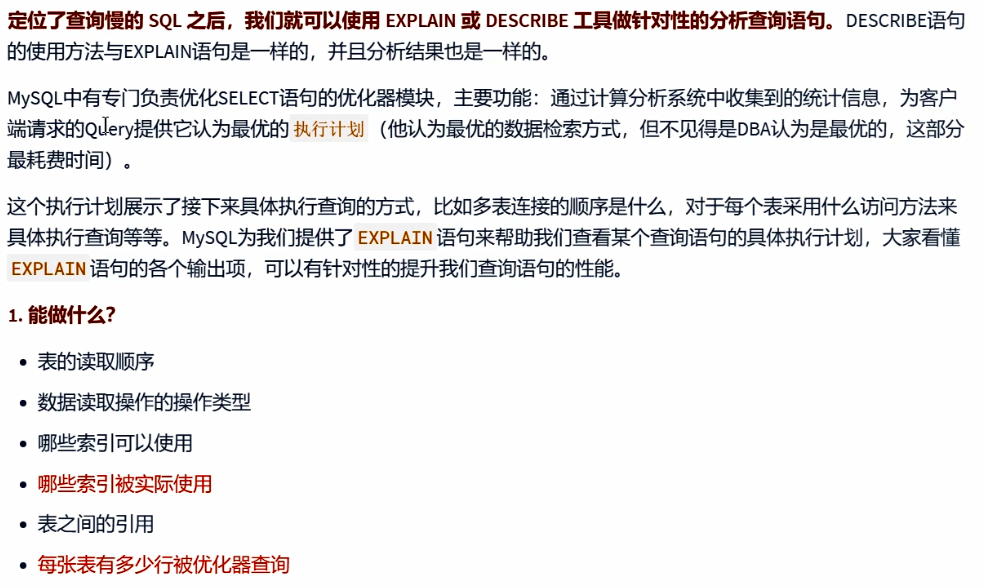 定位了查询慢的 SQL 之后，我们就可以使用 EXPLAIN 或 DESCRIBE 工具做针对性的分析查询语句。DESCRIBE语句
的使用方法与EXPLAIN语句是一样的，并且分析结果也是一样的。
MySQL中有专门负责优化SELECT语句的优化器模块，主要功能：通过计算分析系统中收集到的统计信息，为客户
端请求的Query提供它认为最优的 执行计划 （他认为最优的数据检索方式，但不见得是DBA认为是最优的，这部分
最耗费时间）。
这个执行计划展示了接下来具体执行查询的方式，比如多表连接的顺序是什么，对于每个表采用什么访问方法来
具体执行查询等等。MySQL为我们提供了 EXPLAIN 语句来帮助我们查看某个查询语句的具体执行计划，大家看懂
EXPLAIN 语句的各个输出项，可以有针对性的提升我们查询语句的性能。
1. 能做什么？
• 表的读取顺序
• 数据读取操作的操作类型
• 哪些索引可以使用
• 哪些索引被实际使用
• 表之间的引用
• 每张表有多少行被优化器查询